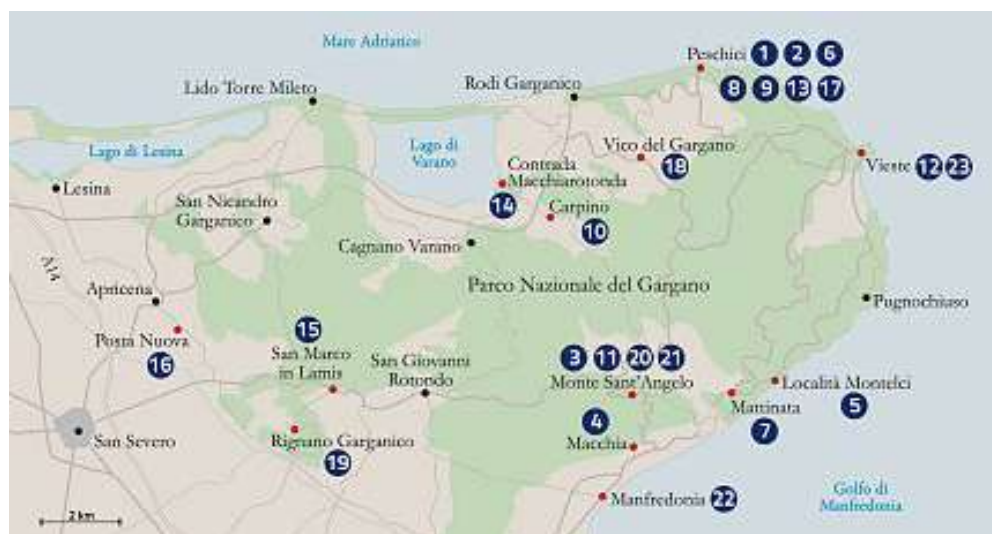 Mare Adriatico
Peschici 1 2 6
8 9 13 17
Lido Torre Mileto
Rodi Garganico
Lago di Lesina
Lago di
Varano
Vico del Gargano
18
Vieste 12 23
Contrada
Macchiarotonda
14
Lesina
San Nicandro
Garganico
Carpino
10
Cagnano Varano
A14
Parco Nazionale del Gargano
Apricena
Pugnochiuso
Posta Nuova
16
15
San Marco
in Lamis
San Giovanni
Rotondo
3 11 20 21
Monte Sant'Angelo
Località Montelci
5
Mattinata
7
4
Macchia
San Severo
Rignano Garganico
19
Manfredonia 22
Golfo di
Manfredonia
2 km